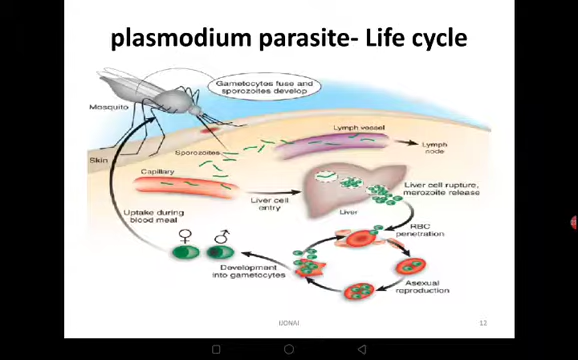 plasmodium parasite- Life cycle
Gametocytes fuse and
sporozoites develop
Mosquito
Lymph vessel
Lymph
node
Sporozoites
Skin
Capillary
Liver cell rupture,
merozoite release
Liver cell
entry
Liver
Uptake during
blood meal
RBC
penetration
Development
into gametocytes
Asexual
reproduction
IJONAI
12